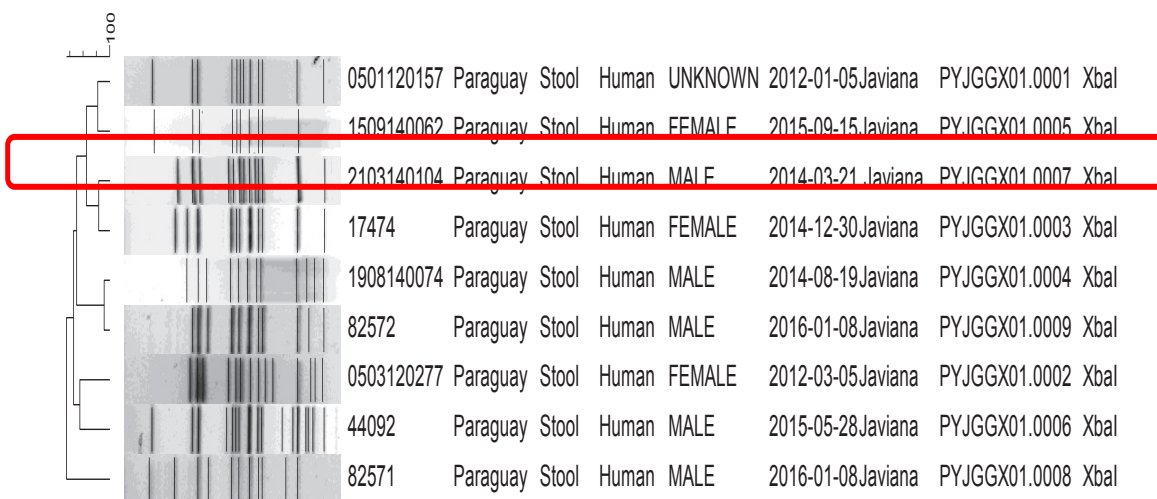 100
0501120157 Paraguay Stool Human UNKNOWN 2012-01-05 Javiana PYJGGX01.0001 XbaI
1509140062 Paraguay Stool Human FEMALE 2015-09-15 Javiana PYJGGX01.0005 XbaI
2103140104 Paraguay Stool Human MALE 2014-03-21 Javiana PYJGGX01.0007 XbaI
17474 Paraguay Stool Human FEMALE 2014-12-30 Javiana PYJGGX01.0003 XbaI
1908140074 Paraguay Stool Human MALE 2014-08-19 Javiana PYJGGX01.0004 XbaI
82572 Paraguay Stool Human MALE 2016-01-08 Javiana PYJGGX01.0009 XbaI
0503120277 Paraguay Stool Human FEMALE 2012-03-05 Javiana PYJGGX01.0002 XbaI
44092 Paraguay Stool Human MALE 2015-05-28 Javiana PYJGGX01.0006 XbaI
82571 Paraguay Stool Human MALE 2016-01-08 Javiana PYJGGX01.0008 XbaI